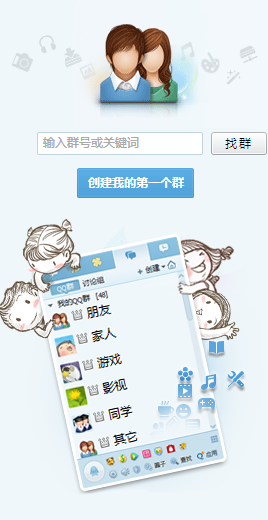 输入群号或关键词
找群
创建我的第一个群
创建
QQ群 讨论组
我的QQ群 [48]
朋友
家人
游戏
影视
同学
其它
查找
应用